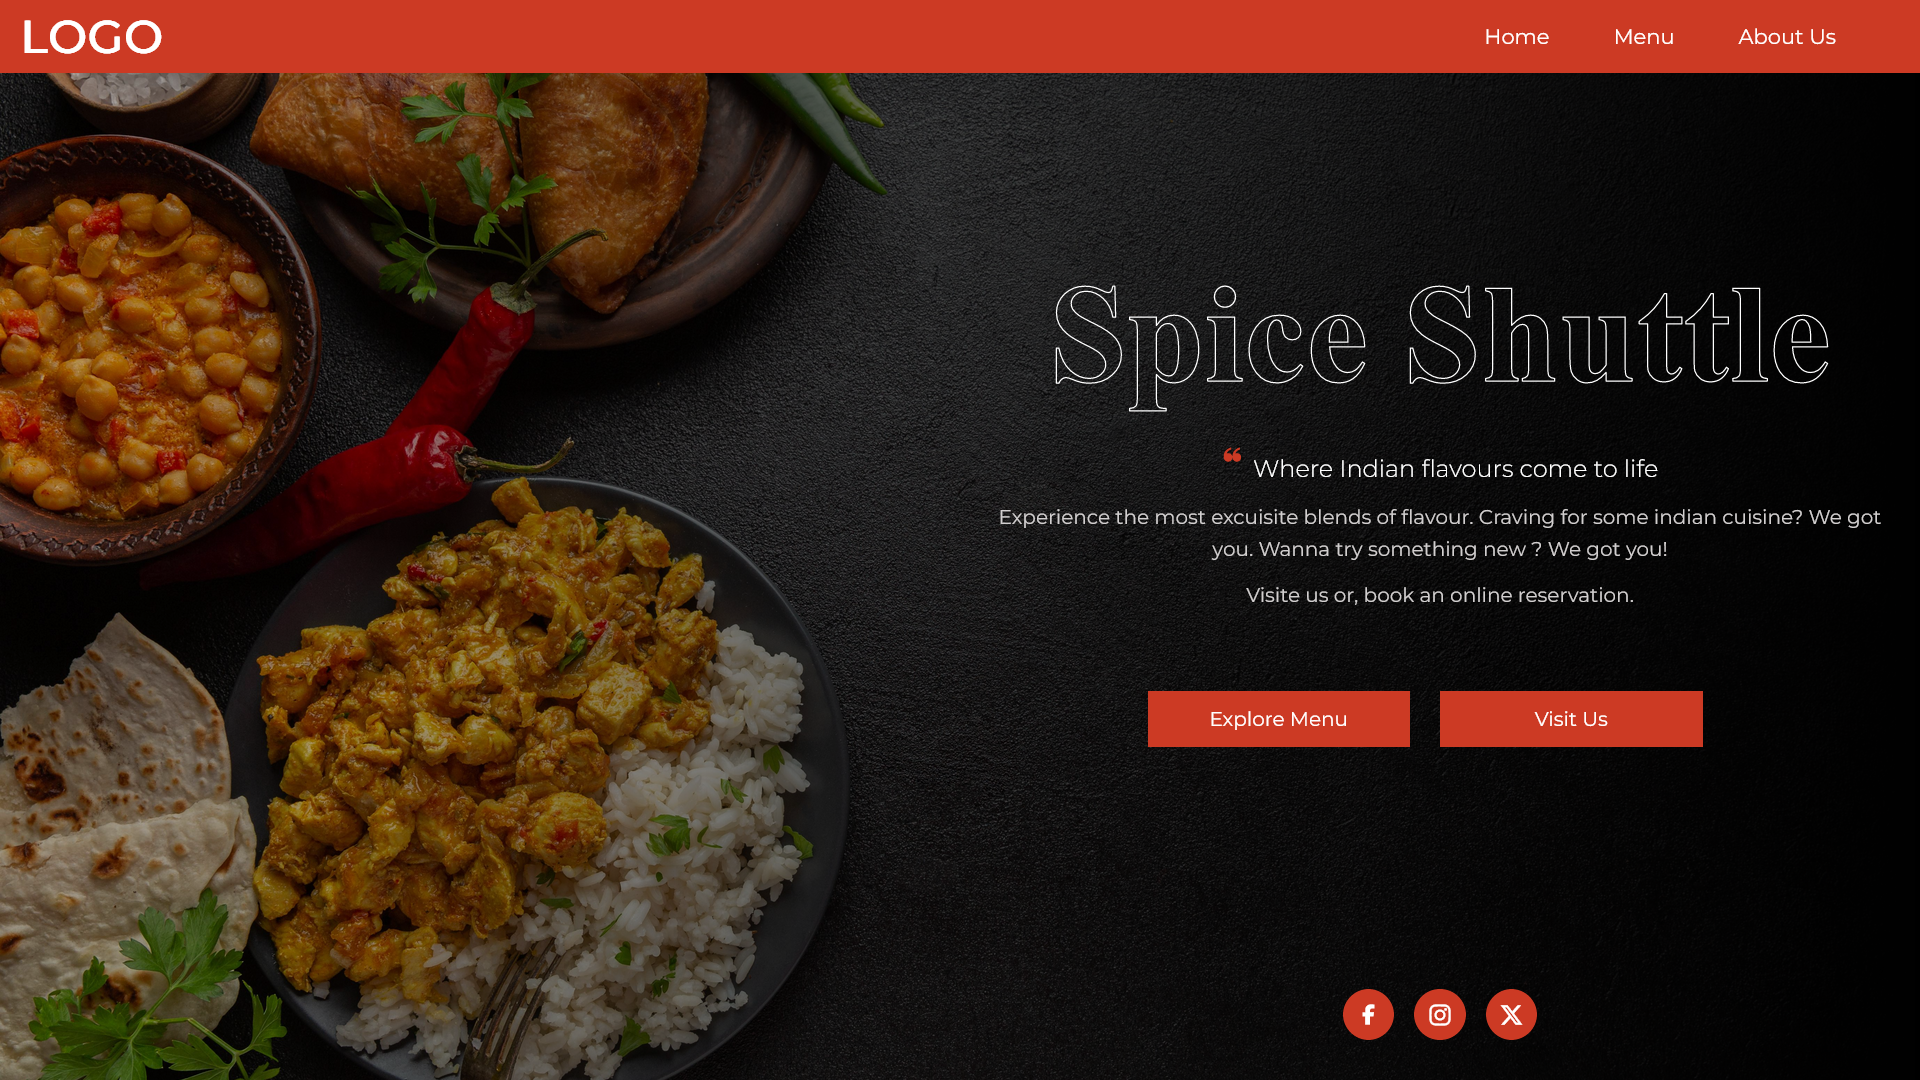 LOGO
Home
Menu
About Us
Spice Shuttle
❝ Where Indian flavours come to life
Experience the most excuisite blends of flavour. Craving for some indian cuisine? We got
you. Wanna try something new ? We got you!
Visite us or, book an online reservation.
Explore Menu
Visit Us